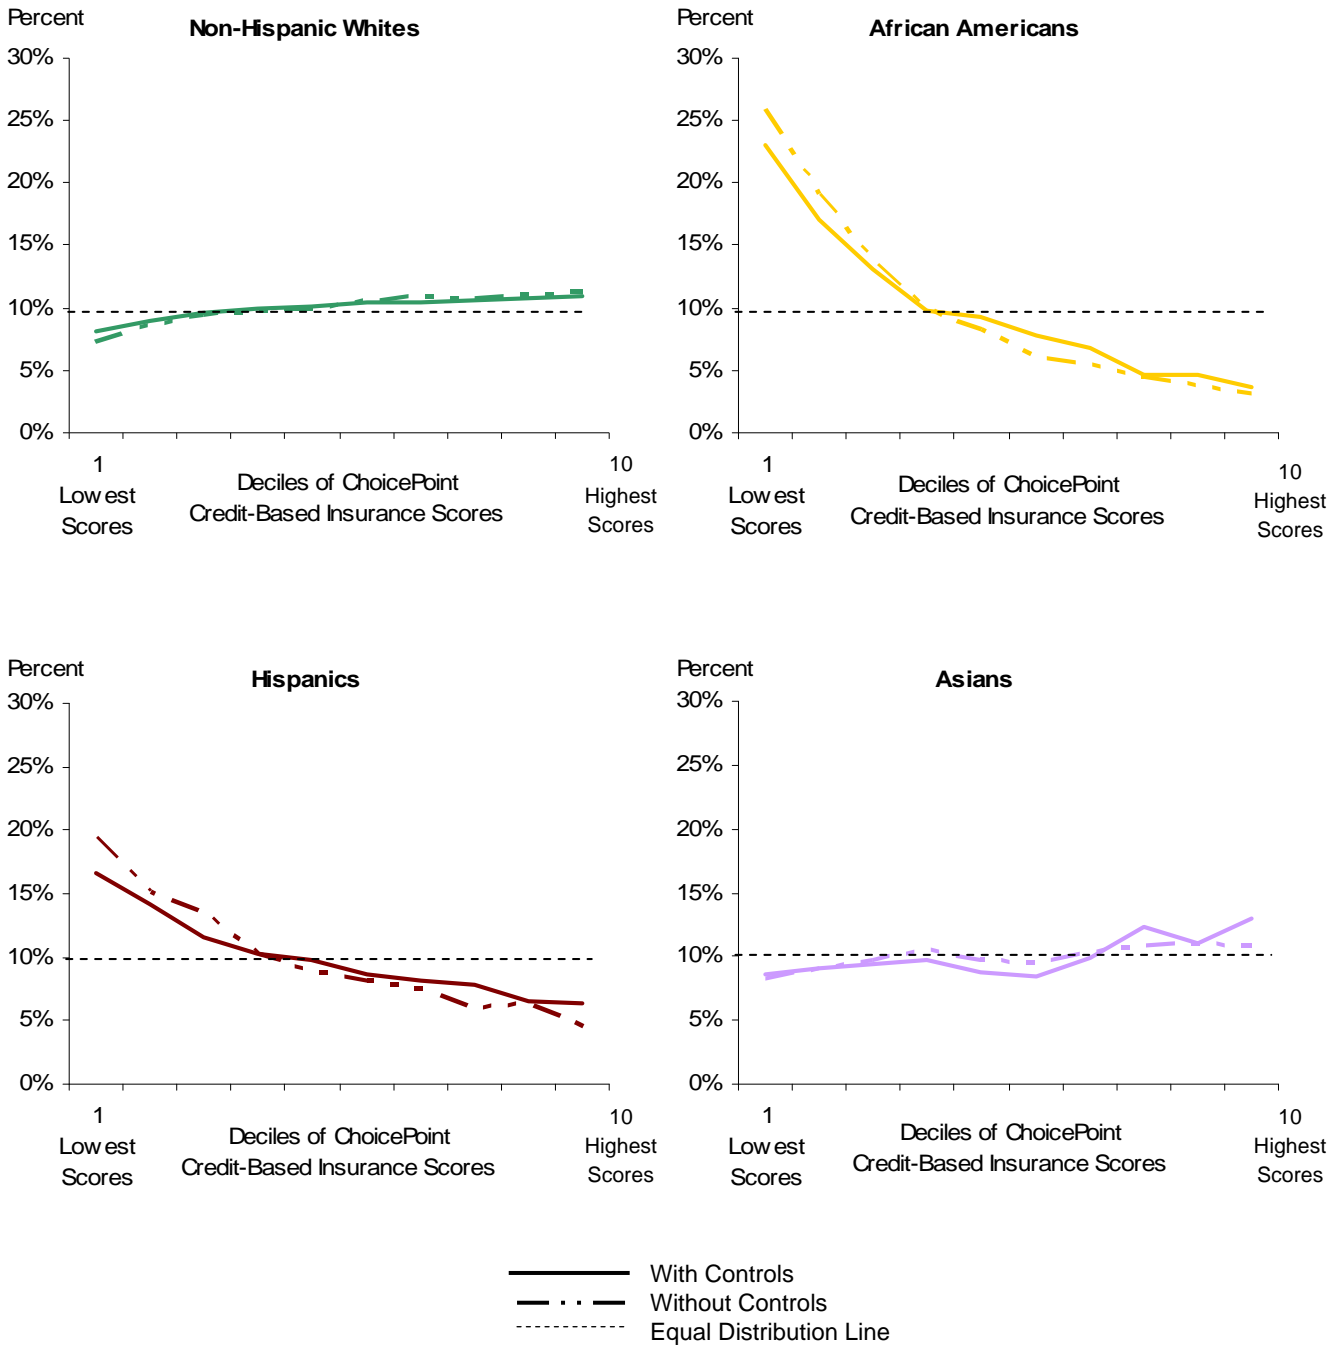 Percent
Non-Hispanic Whites
30%
25%
20%
15%
10%
5%
0%
1
Lowest
Scores
Deciles of ChoicePoint
Credit-Based Insurance Scores
10
Highest
Scores
Percent
African Americans
30%
25%
20%
15%
10%
5%
0%
1
Lowest
Scores
Deciles of ChoicePoint
Credit-Based Insurance Scores
10
Highest
Scores
Percent
Hispanics
30%
25%
20%
15%
10%
5%
0%
1
Lowest
Scores
Deciles of ChoicePoint
Credit-Based Insurance Scores
10
Highest
Scores
Percent
Asians
30%
25%
20%
15%
10%
5%
0%
1
Lowest
Scores
Deciles of ChoicePoint
Credit-Based Insurance Scores
10
Highest
Scores
With Controls
Without Controls
Equal Distribution Line